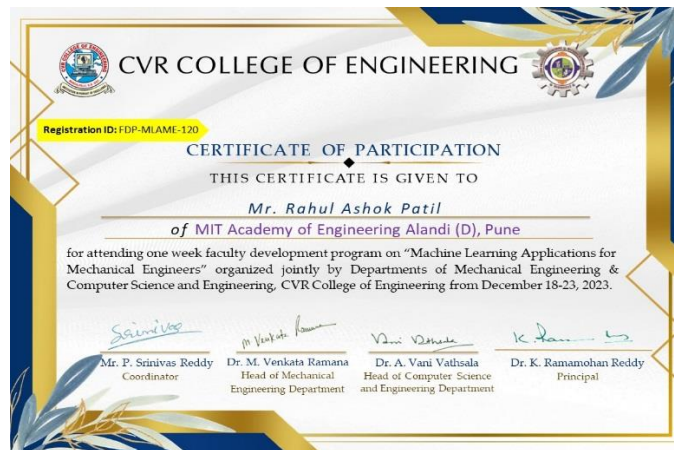 CVR COLLEGE OF ENGINEERING
Registration ID: FDP-MLAME-120
CERTIFICATE OF PARTICIPATION
THIS CERTIFICATE IS GIVEN TO
Mr. Rahul Ashok Patil
of MIT Academy of Engineering Alandi (D), Pune
for attending one week faculty development program on “Machine Learning Applications for
Mechanical Engineers” organized jointly by Departments of Mechanical Engineering &
Computer Science and Engineering, CVR College of Engineering from December 18-23, 2023.
Mr. P. Srinivas Reddy
Coordinator
Dr. M. Venkata Ramana
Head of Mechanical
Engineering Department
Dr. A. Vani Vathsala
Head of Computer Science
and Engineering Department
Dr. K. Ramamohan Reddy
Principal